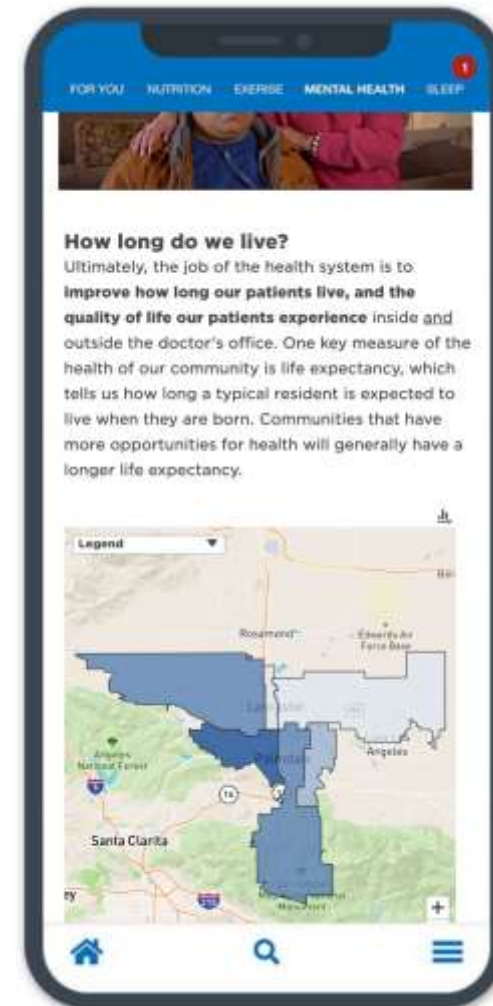 1
FOR YOU NUTRITION EXERISE MENTAL HEALTH SLEEP
How long do we live?
Ultimately, the job of the health system is to
improve how long our patients live, and the
quality of life our patients experience inside and
outside the doctor's office. One key measure of the
health of our community is life expectancy, which
tells us how long a typical resident is expected to
live when they are born. Communities that have
more opportunities for health will generally have a
longer life expectancy.
Legend
Rosamond
Edwards Air
Force Base
Lancaster
Palmdale
Angeles
Angeles
National Forest
5
14
Santa Clarita
210
ey
+